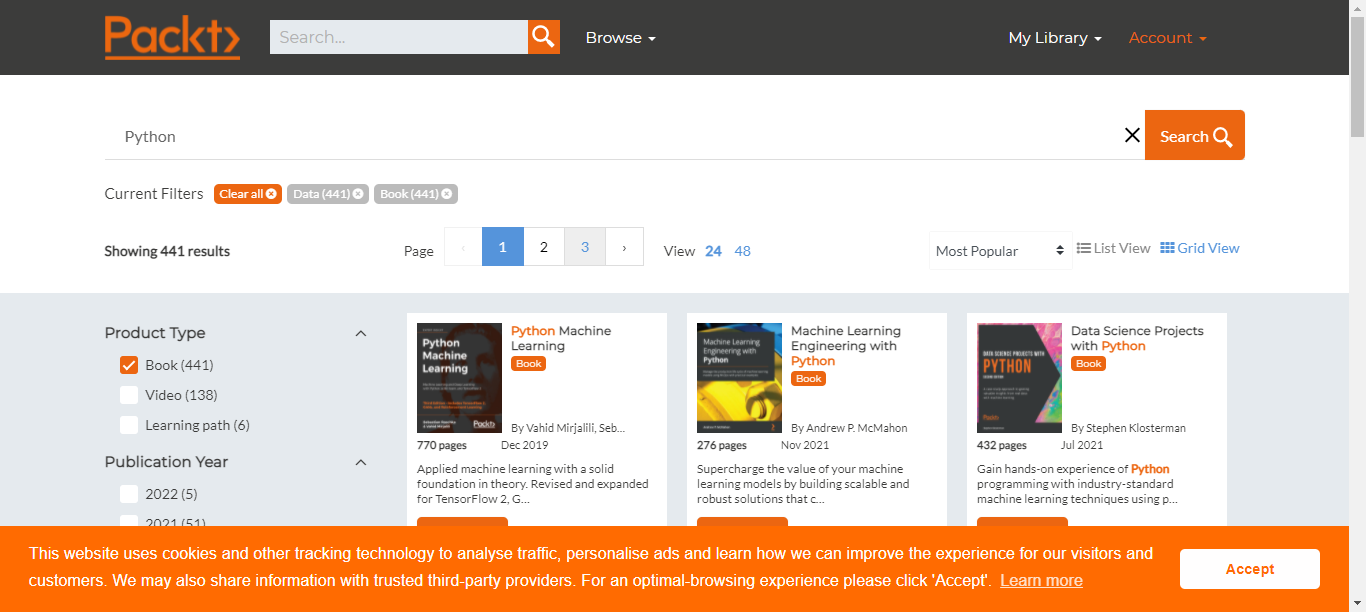 Packt>
Search...
Browse
My Library
Account
Python
Search
Current Filters
Clear all
Data (441)
Book (441)
Showing 441 results
Page
‹
1
2
3
›
View 24 48
Most Popular
List View
Grid View
Product Type
Book (441)
Video (138)
Learning path (6)
Publication Year
2022 (5)
2021 (51)
Python
Machine
Learning
Packt>
Python Machine
Learning
Book
By Vahid Mirjalili, Seb...
770 pages
Dec 2019
Applied machine learning with a solid
foundation in theory. Revised and expanded
for TensorFlow 2, G...
Machine Learning
Engineering with
Python
Machine Learning
Engineering with
Python
Book
By Andrew P. McMahon
276 pages
Nov 2021
Supercharge the value of your machine
learning models by building scalable and
robust solutions that c...
DATA SCIENCE PROJECTS WITH
PYTHON
Data Science Projects
with Python
Book
By Stephen Klosterman
432 pages
Jul 2021
Gain hands-on experience of Python
programming with industry-standard
machine learning techniques using p...
This website uses cookies and other tracking technology to analyse traffic, personalise ads and learn how we can improve the experience for our visitors and
customers. We may also share information with trusted third-party providers. For an optimal-browsing experience please click 'Accept'. Learn more
Accept